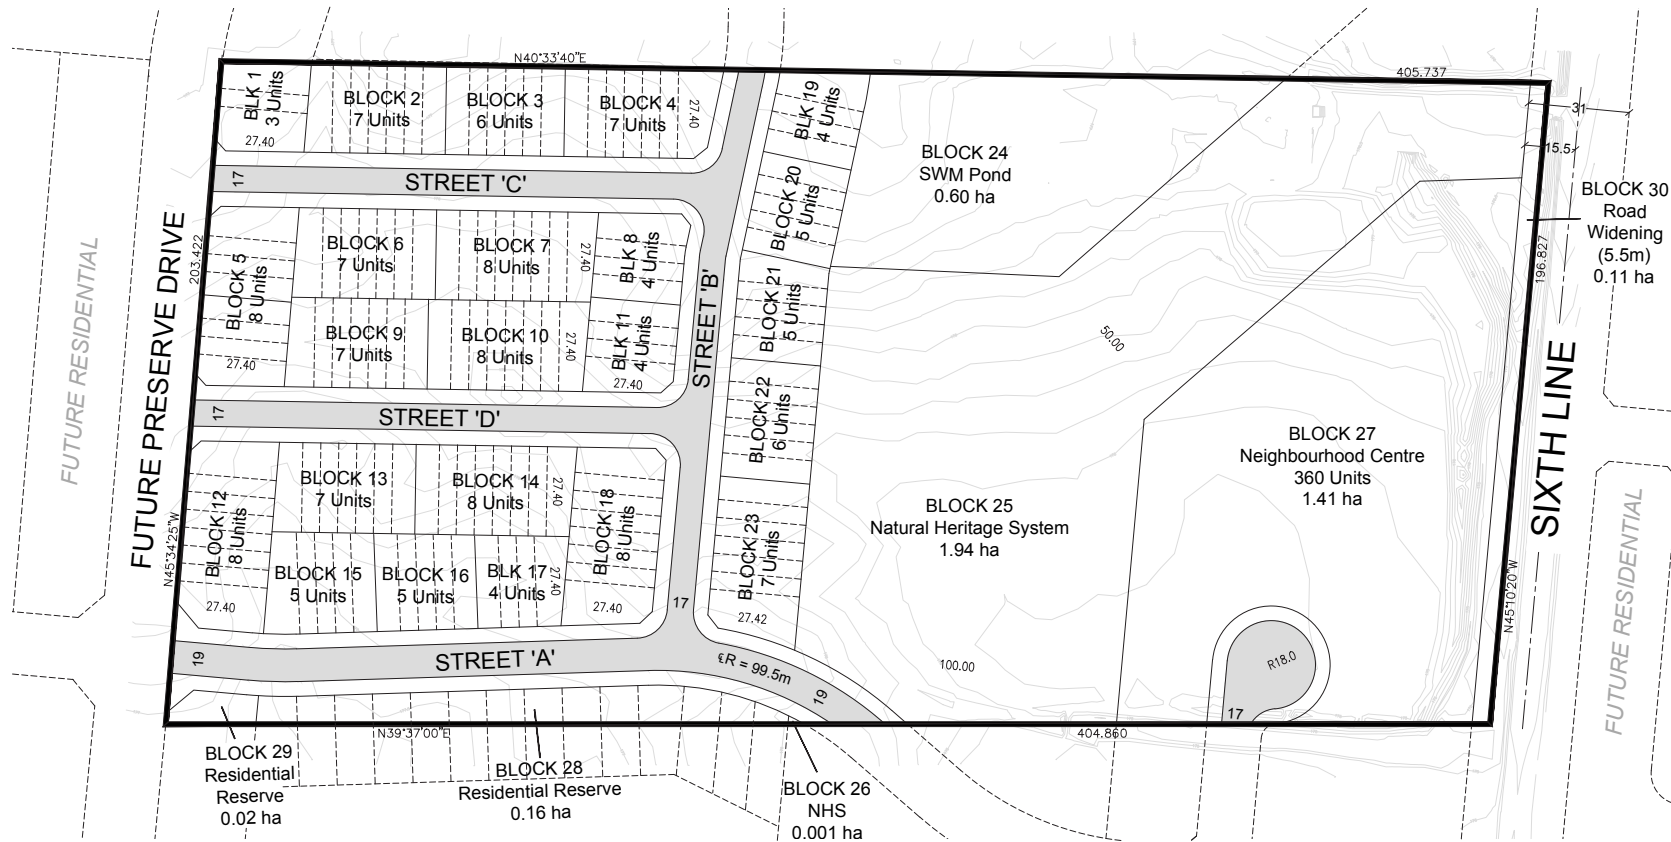 N40°33'40"E
405.737
BLK 1
3 Units
27.40
BLOCK 2
7 Units
BLOCK 3
6 Units
BLOCK 4
7 Units
27.40
BLK 19
4 Units
31
15.5
BLOCK 24
SWM Pond
0.60 ha
17
STREET 'C'
BLOCK 20
5 Units
BLOCK 30
Road
Widening
(5.5m)
0.11 ha
FUTURE RESIDENTIAL
FUTURE PRESERVE DRIVE
203.422
BLOCK 5
8 Units
27.40
BLOCK 6
7 Units
BLOCK 7
8 Units
27.40
BLK 8
4 Units
STREET 'B'
BLOCK 21
5 Units
196.827
BLOCK 9
7 Units
BLOCK 10
8 Units
27.40
BLK 11
4 Units
27.40
50.00
SIXTH LINE
17
STREET 'D'
BLOCK 22
6 Units
BLOCK 27
Neighbourhood Centre
360 Units
1.41 ha
BLOCK 12
8 Units
27.40
BLOCK 13
7 Units
BLOCK 14
8 Units
27.40
BLOCK 18
8 Units
27.40
BLOCK 23
7 Units
27.42
BLOCK 25
Natural Heritage System
1.94 ha
N45°34'25"W
BLOCK 15
5 Units
BLOCK 16
5 Units
BLK 17
4 Units
27.40
17
N45°10'20"W
FUTURE RESIDENTIAL
19
STREET 'A'
℄R = 99.5m
19
100.00
R18.0
17
N39°37'00"E
404.860
BLOCK 29
Residential
Reserve
0.02 ha
BLOCK 28
Residential Reserve
0.16 ha
BLOCK 26
NHS
0.001 ha